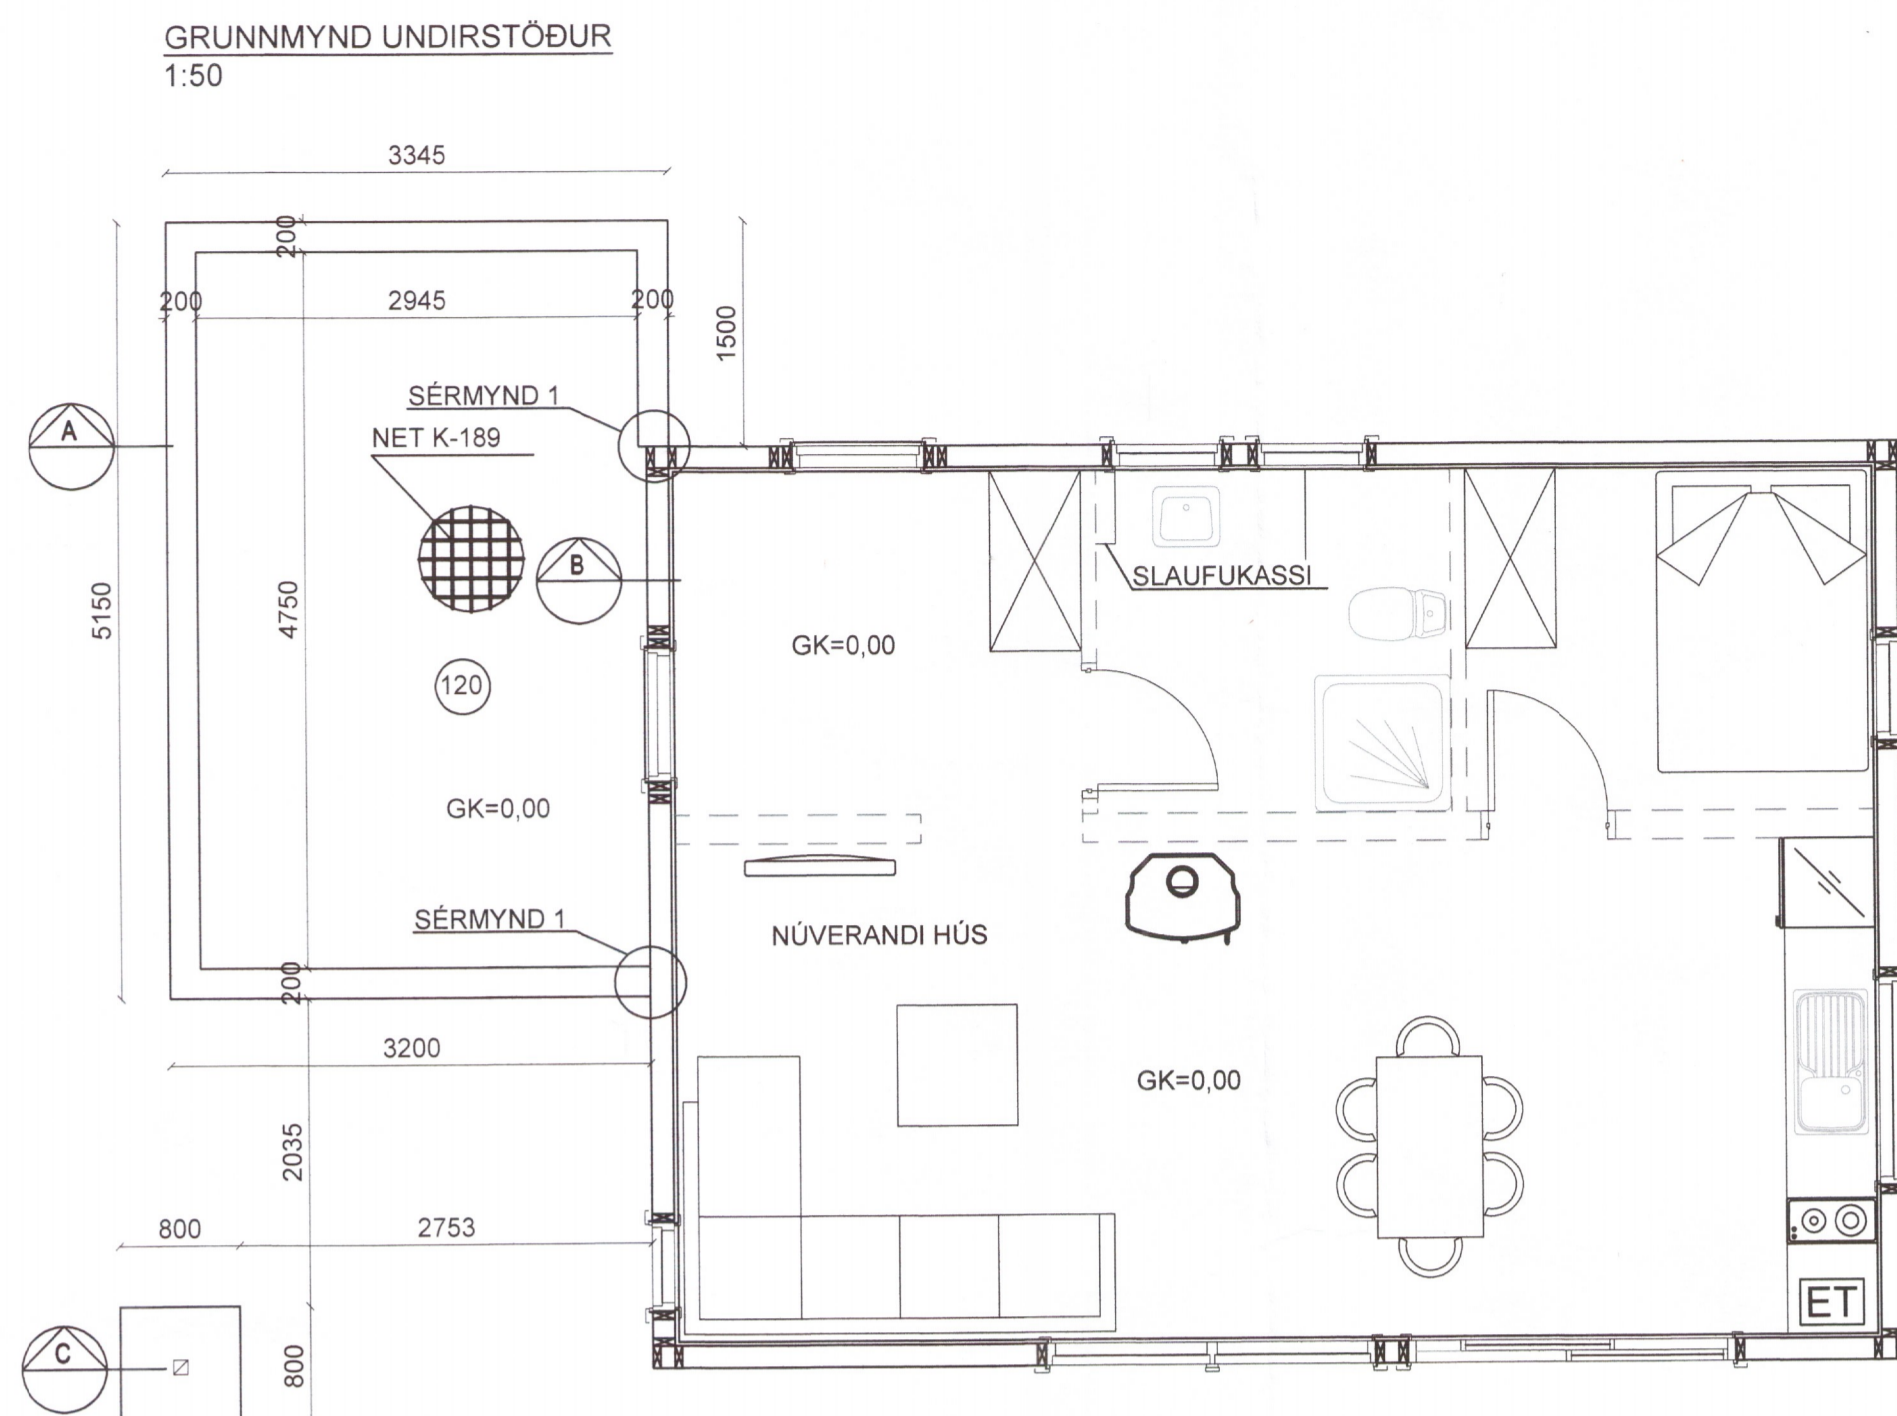 GRUNNMYND UNDIRSTÖÐUR
1:50
3345
200
200
2945
200
1500
SÉRMYND 1
A
NET K-189
B
SLAUFUKASSI
5150
4750
GK=0,00
120
GK=0,00
SÉRMYND 1
NÚVERANDI HÚS
200
3200
GK=0,00
2035
800
2753
ET
C
800